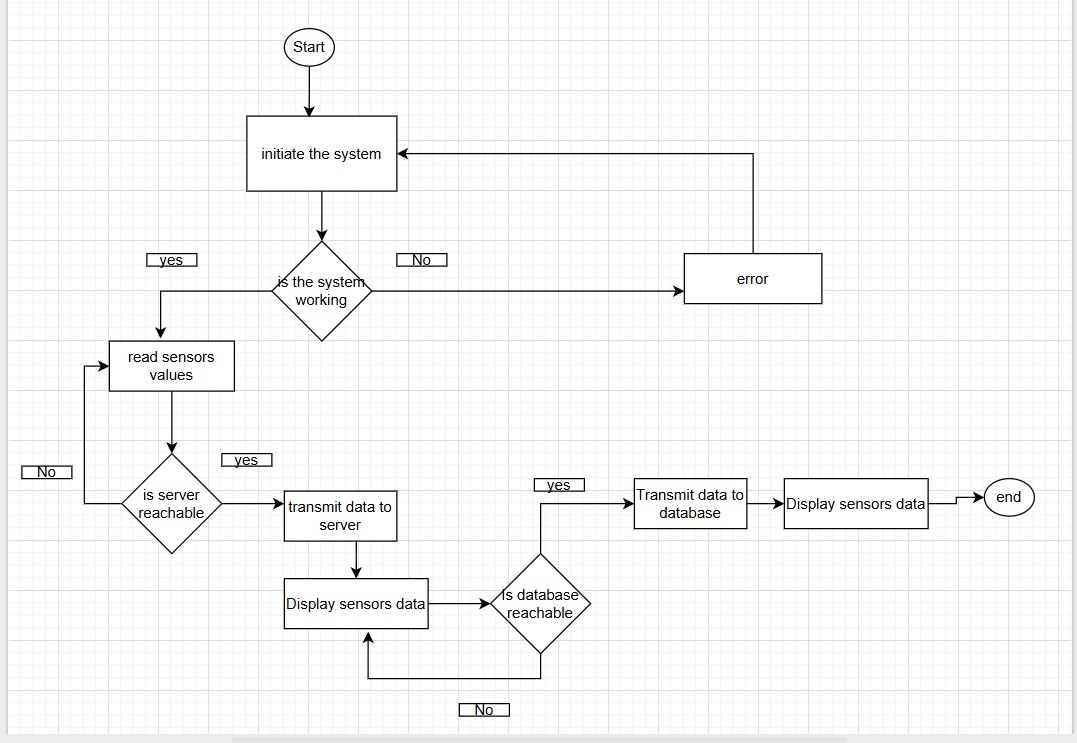 Start
initiate the system
yes
No
is the system
working
error
read sensors
values
No
yes
is server
reachable
transmit data to
server
Display sensors data
Is database
reachable
yes
No
Transmit data to
database
Display sensors data
end